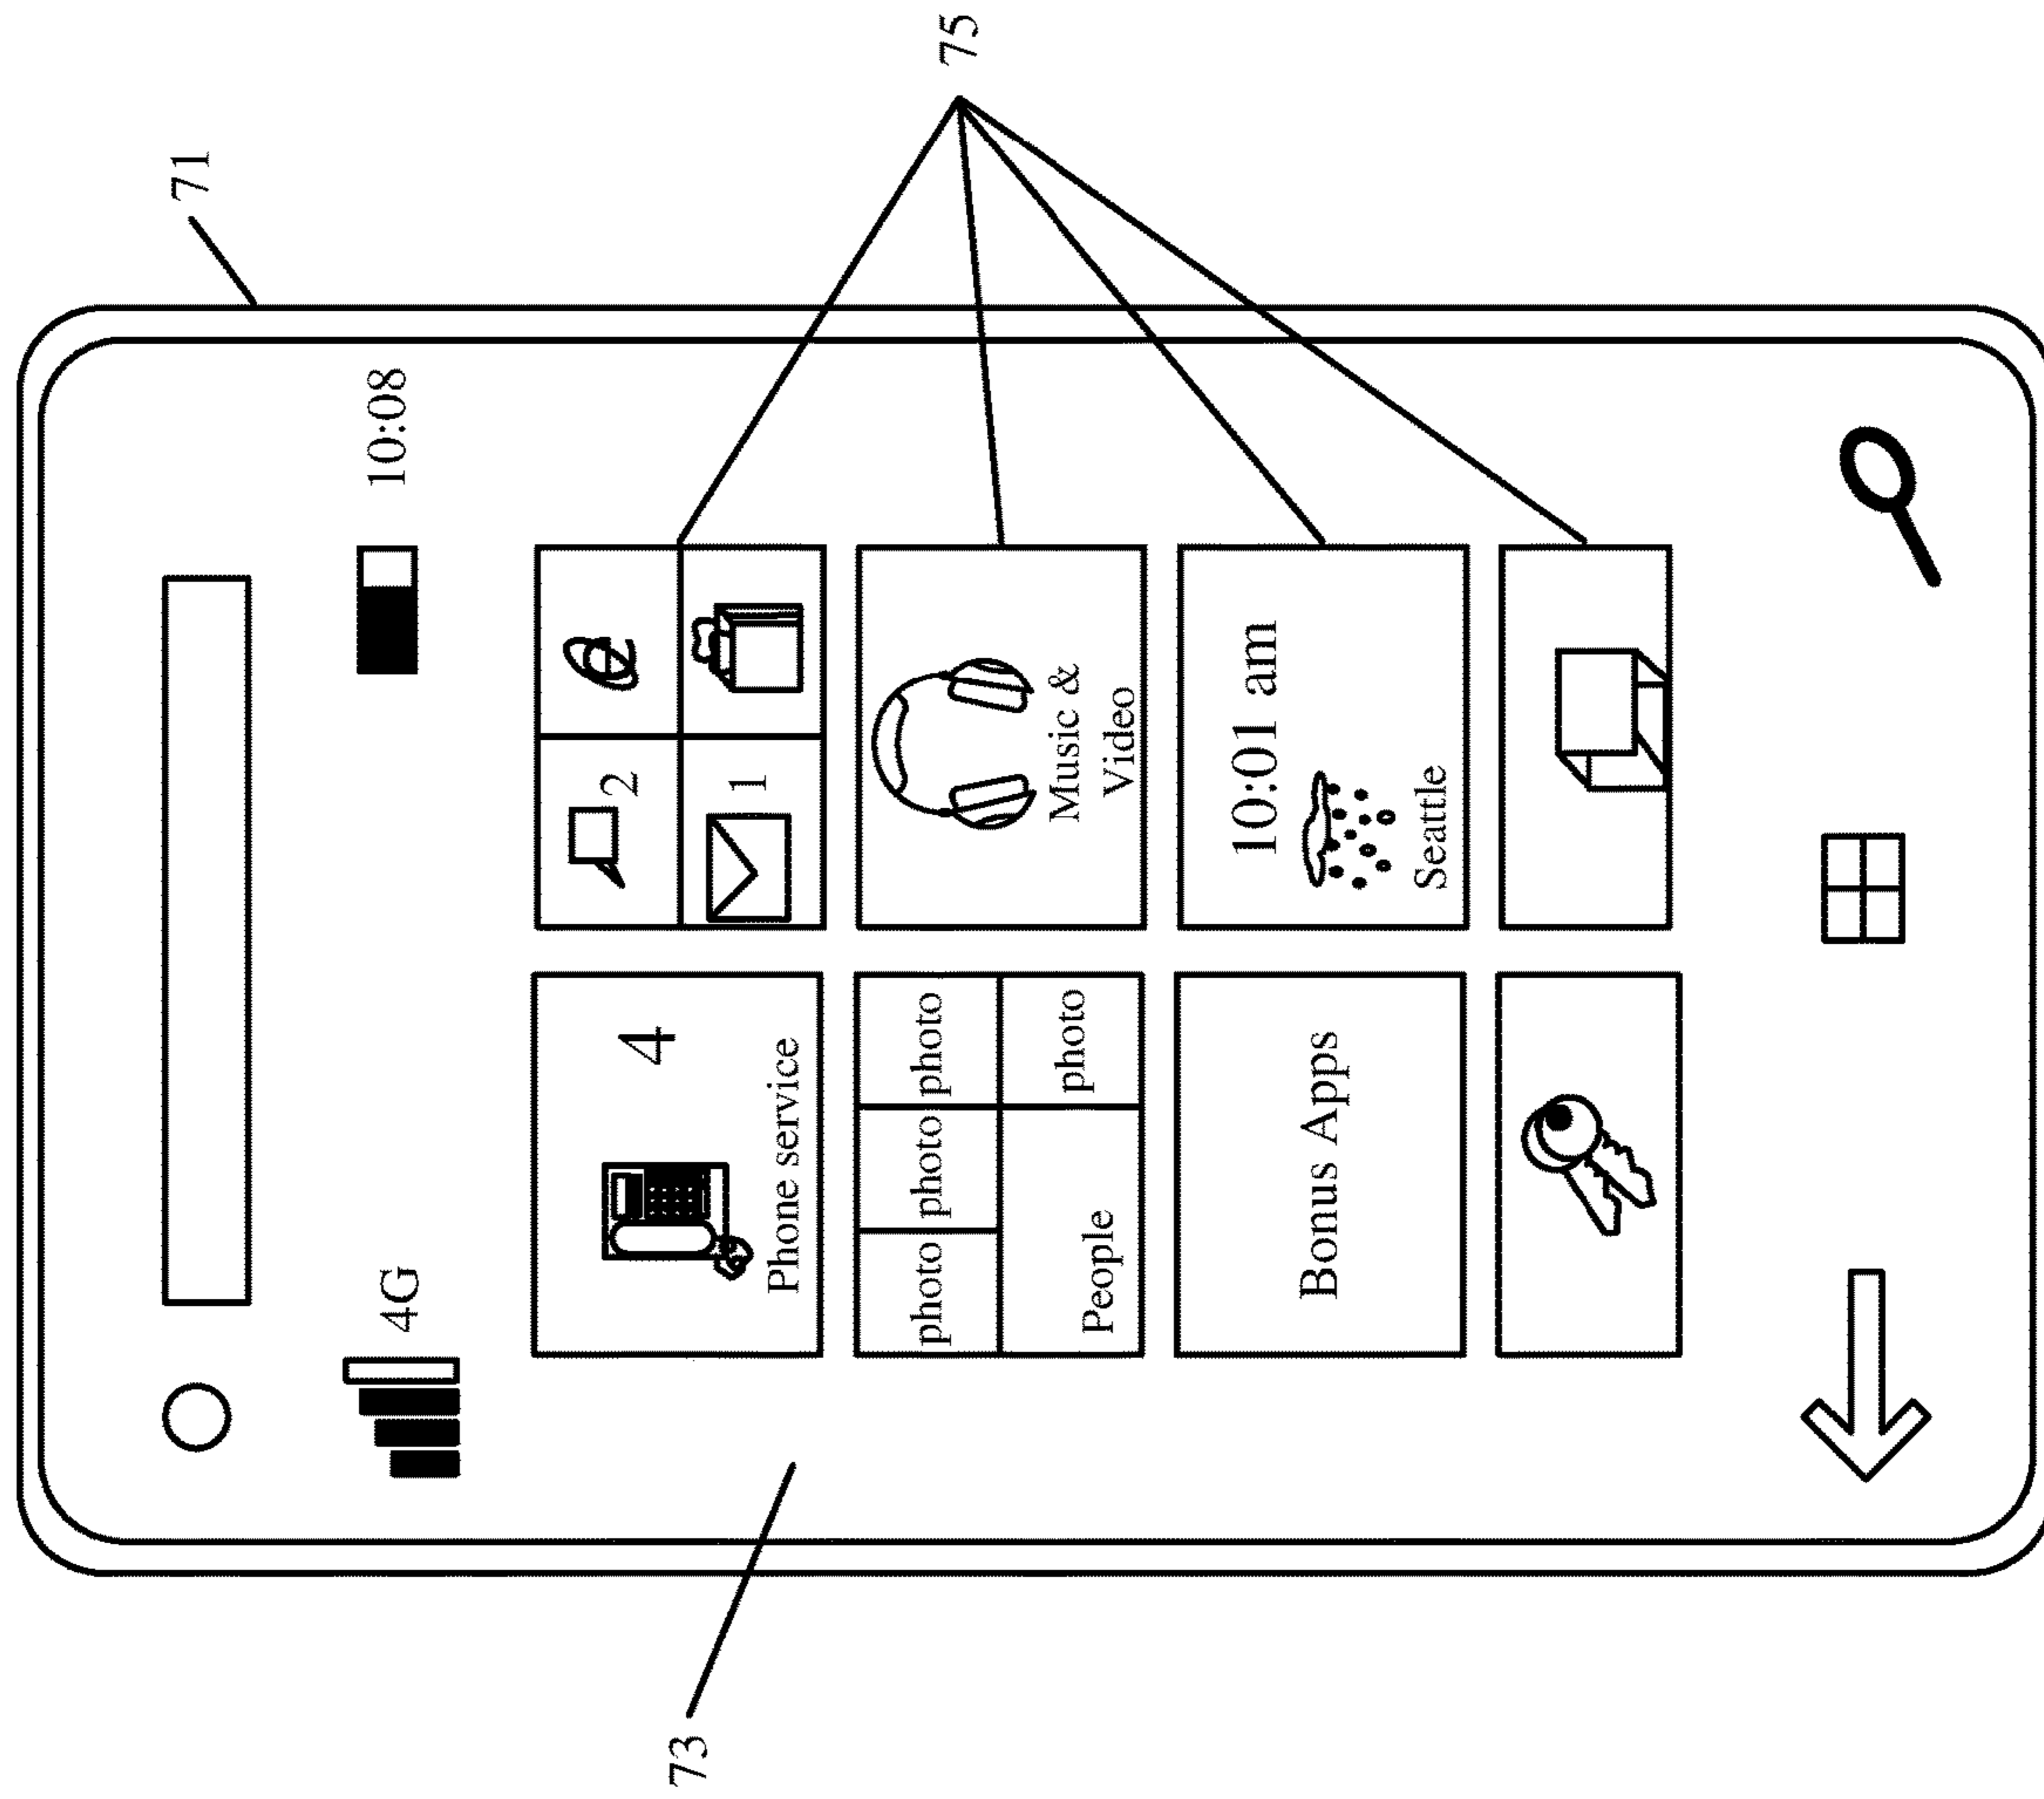 71
4G
10:08
4
Phone service
2
1
photo photo photo
People
photo
Music &
Video
Bonus Apps
10:01 am
Seattle
73
75